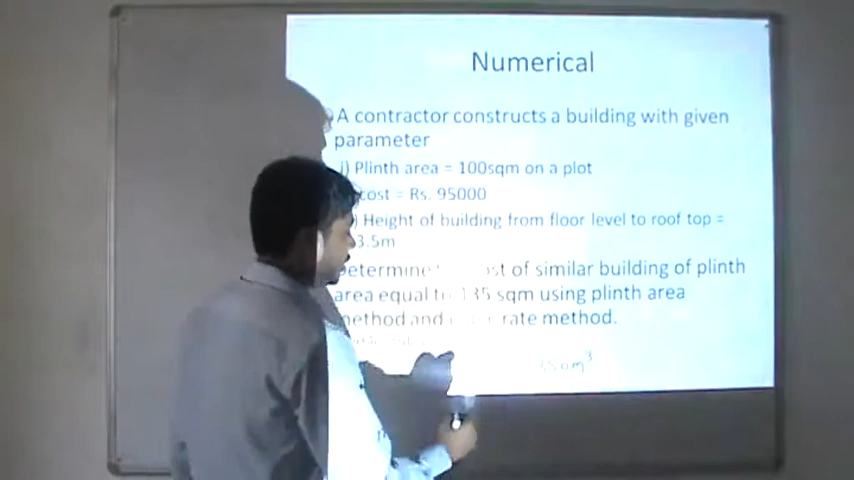 Numerical
A contractor constructs a building with given
parameter
i) Plinth area = 100sqm on a plot
cost = Rs. 95000
) Height of building from floor level to roof top =
3.5m
Determine of similar building of plinth
area equal to 135 sqm using plinth area
method and rate method.
350m³